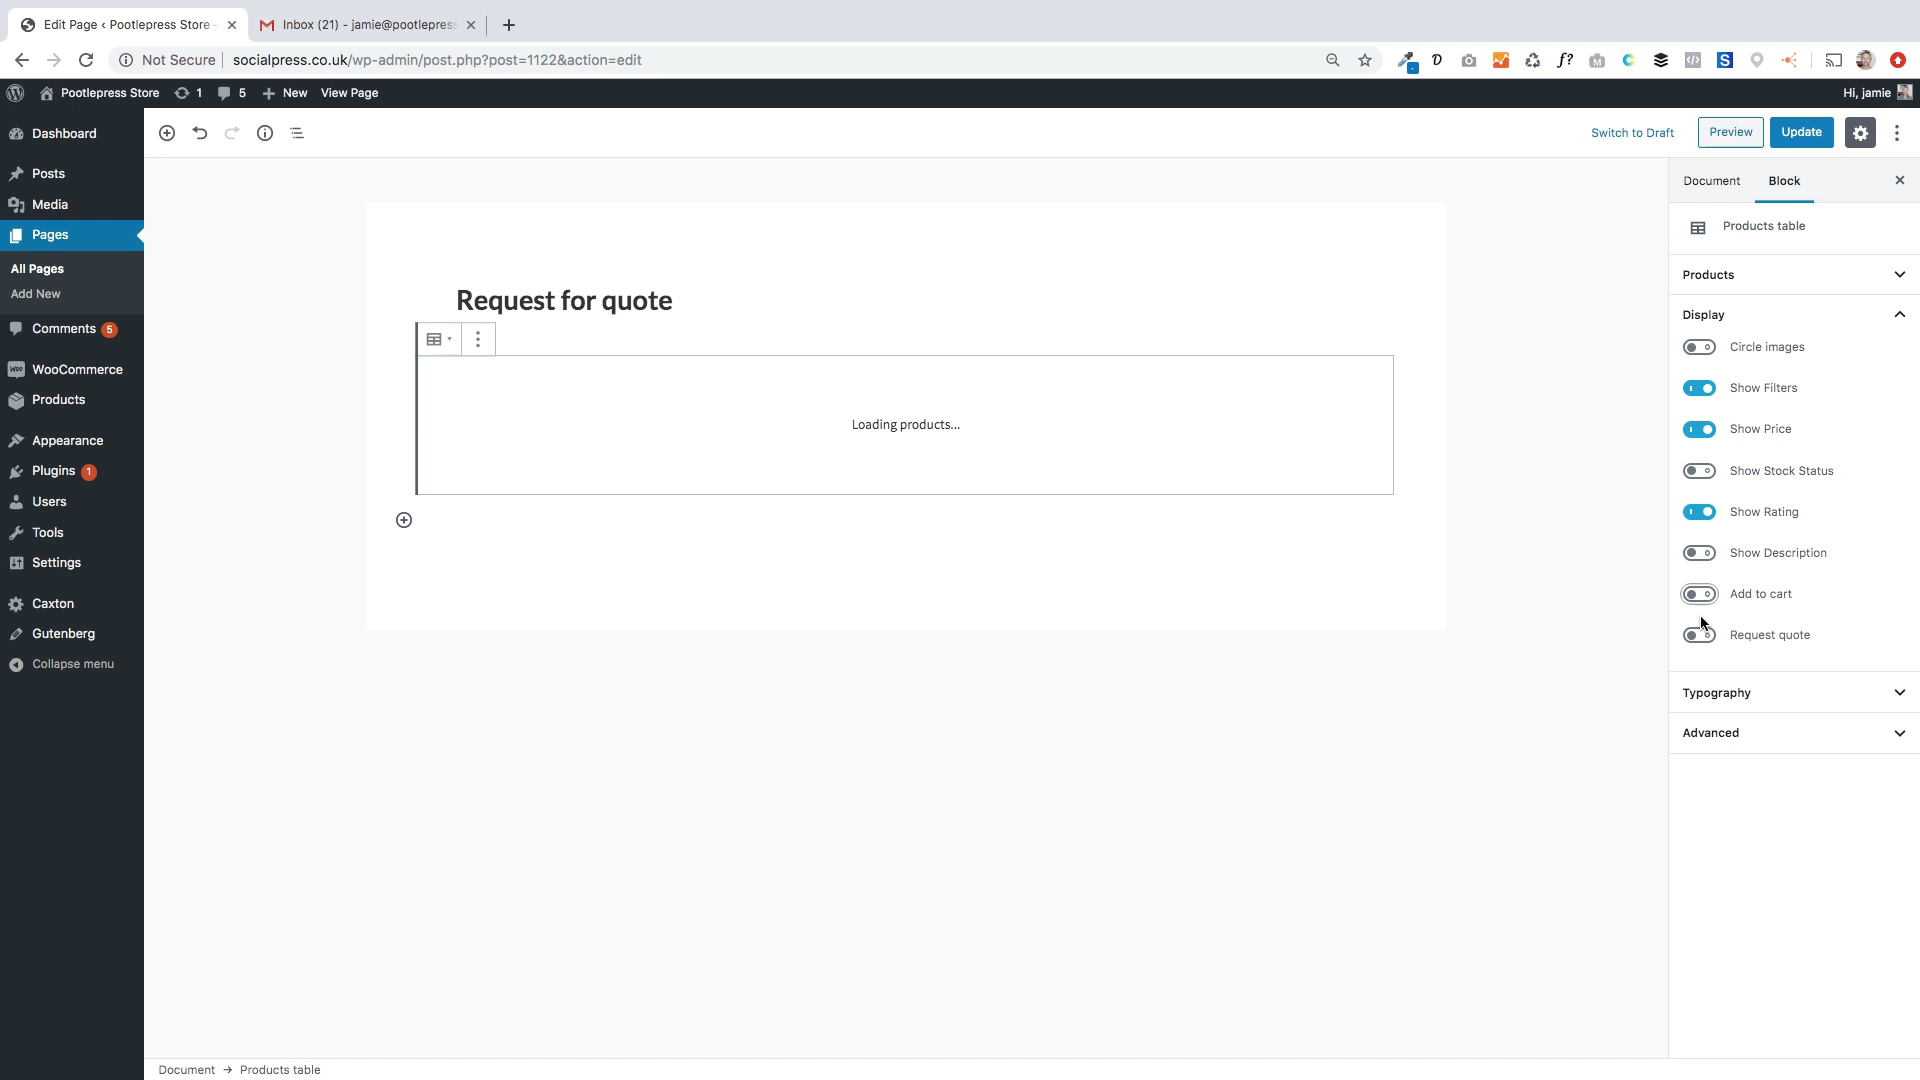 Edit Page ‹ Pootlepress Store -
Inbox (21) - jamie@pootlepress
Not Secure
socialpress.co.uk/wp-admin/post.php?post=1122&action=edit
Pootlepress Store
1
5
New
View Page
Hi, jamie
Dashboard
Posts
Media
Pages
All Pages
Add New
Comments 5
WooCommerce
Products
Appearance
Plugins 1
Users
Tools
Settings
Caxton
Gutenberg
Collapse menu
Switch to Draft
Preview
Update
Request for quote
Loading products...
Document
Block
Products table
Products
Display
Circle images
Show Filters
Show Price
Show Stock Status
Show Rating
Show Description
Add to cart
Request quote
Typography
Advanced
Document → Products table